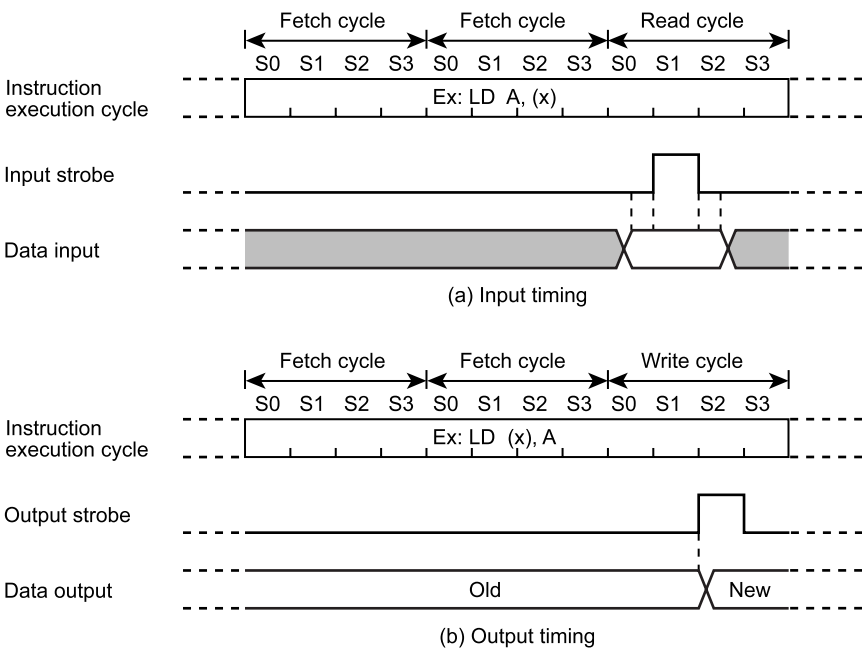 Fetch cycle Fetch cycle Read cycle
S0 S1 S2 S3 S0 S1 S2 S3 S0 S1 S2 S3
Instruction
execution cycle
Ex: LD A, (x)
Input strobe
Data input
(a) Input timing
Fetch cycle Fetch cycle Write cycle
S0 S1 S2 S3 S0 S1 S2 S3 S0 S1 S2 S3
Instruction
execution cycle
Ex: LD (x), A
Output strobe
Data output
Old New
(b) Output timing